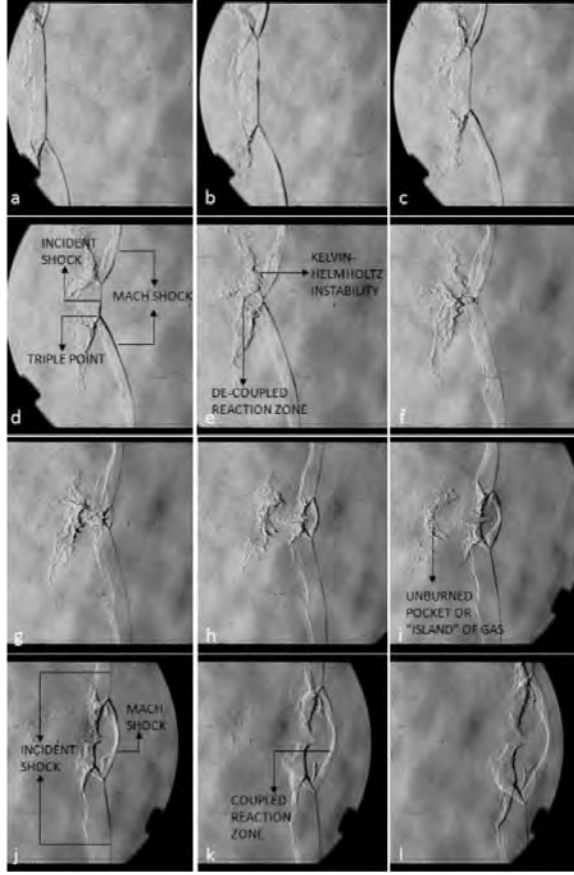 a
b
c
INCIDENT
SHOCK
MACH SHOCK
TRIPLE POINT
d
KELVIN-
HELMHOLTZ
INSTABILITY
DE-COUPLED
REACTION ZONE
e
f
g
h
UNBURNED
POCKET OR
"ISLAND" OF GAS
i
MACH
SHOCK
INCIDENT
SHOCK
j
COUPLED
REACTION
ZONE
k
l